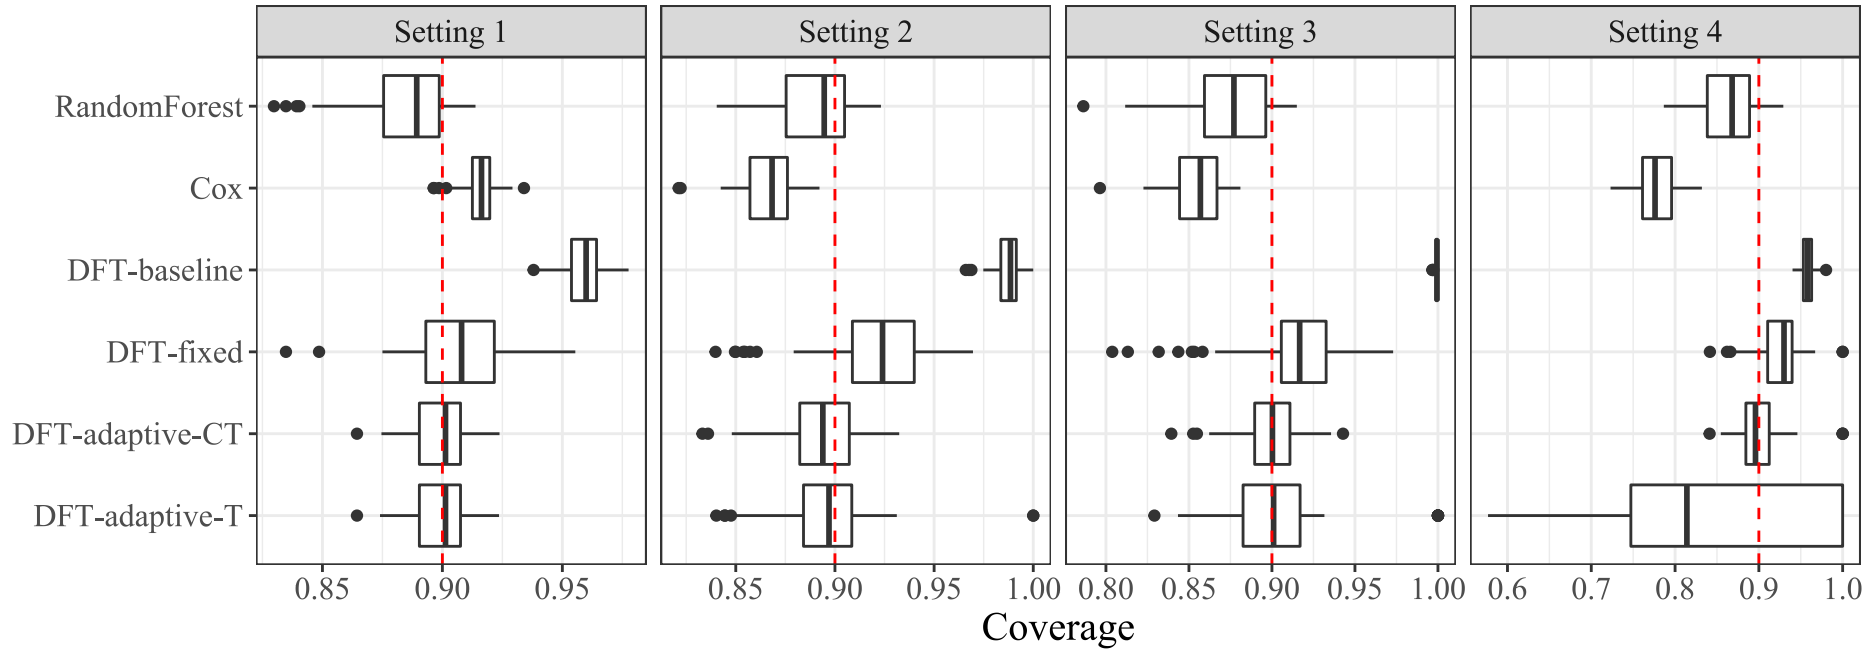 Setting 1 Setting 2 Setting 3 Setting 4
RandomForest
Cox
DFT-baseline
DFT-fixed
DFT-adaptive-CT
DFT-adaptive-T
0.85 0.90 0.95 0.85 0.90 0.95 1.00 0.80 0.85 0.90 0.95 1.00 0.6 0.7 0.8 0.9 1.0
Coverage